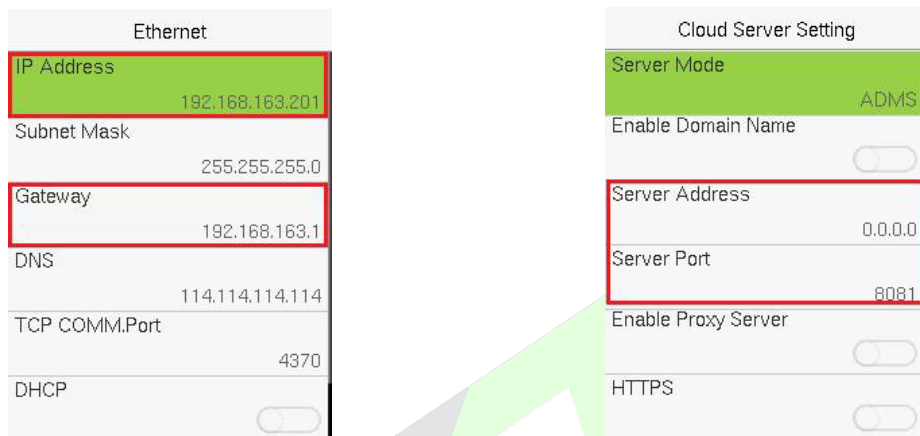 Ethernet
IP Address
192.168.163.201
Subnet Mask
255.255.255.0
Gateway
192.168.163.1
DNS
114.114.114.114
TCP COMM.Port
4370
DHCP
Cloud Server Setting
Server Mode
ADMS
Enable Domain Name
Server Address
0.0.0.0
Server Port
8081
Enable Proxy Server
HTTPS